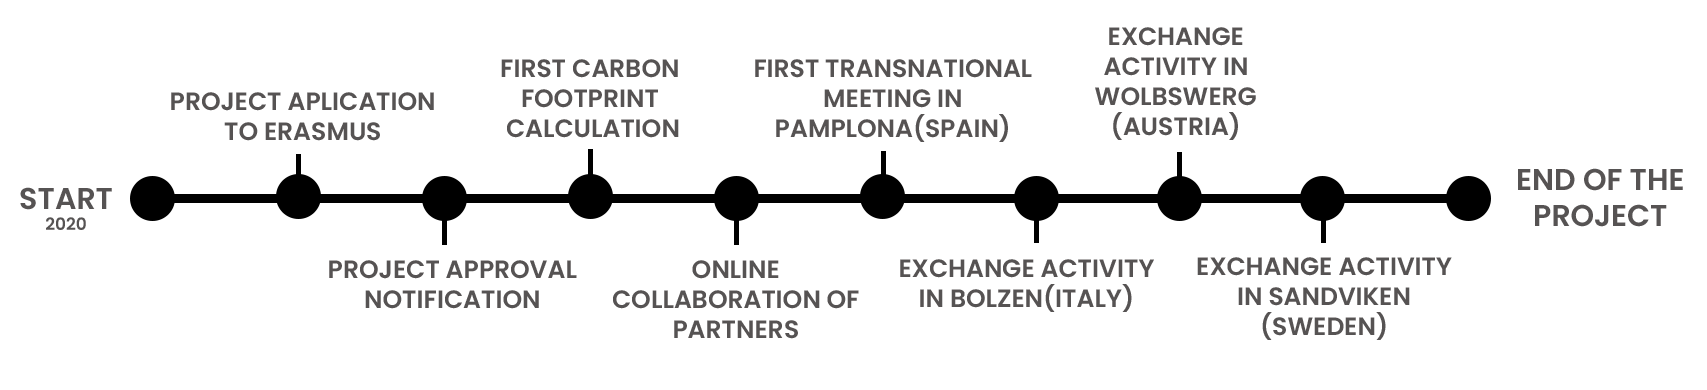 START
2020
PROJECT APLICATION
TO ERASMUS
PROJECT APPROVAL
NOTIFICATION
FIRST CARBON
FOOTPRINT
CALCULATION
ONLINE
COLLABORATION OF
PARTNERS
FIRST TRANSNATIONAL
MEETING IN
PAMPLONA(SPAIN)
EXCHANGE ACTIVITY
IN BOLZEN(ITALY)
EXCHANGE
ACTIVITY IN
WOLBSWERG
(AUSTRIA)
EXCHANGE ACTIVITY
IN SANDVIKEN
(SWEDEN)
END OF THE
PROJECT